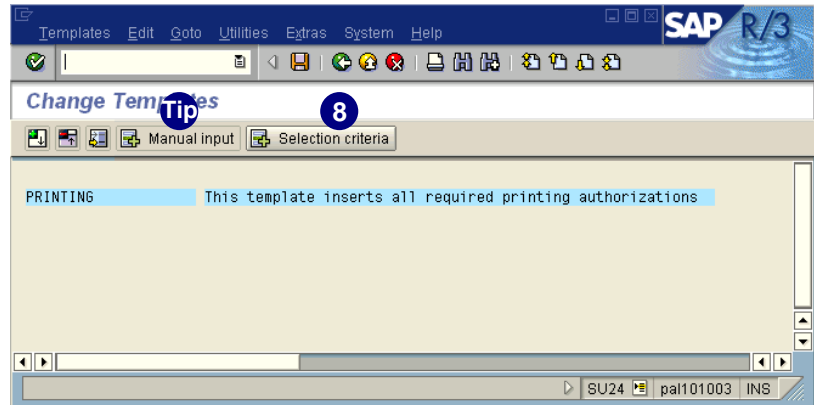 SAP R/3
Templates Edit Goto Utilities Extras System Help
Change Templates
Tip
8
Manual input Selection criteria
PRINTING This template inserts all required printing authorizations
SU24 pal101003 INS